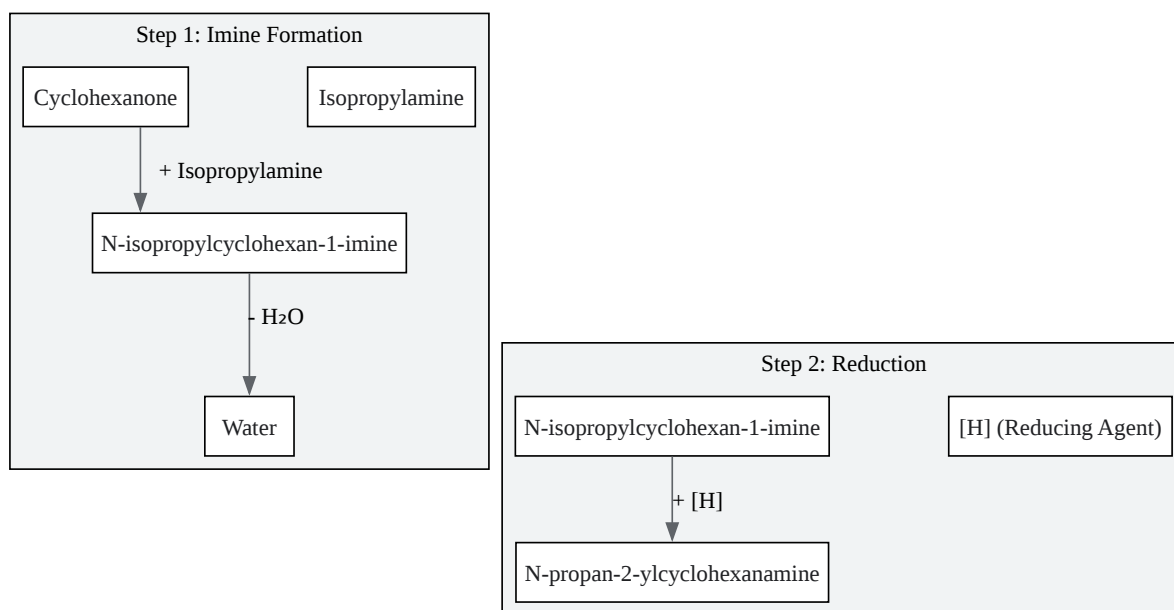 Step 1: Imine Formation
Cyclohexanone
Isopropylamine
+ Isopropylamine
N-isopropylcyclohexan-1-imine
- H₂O
Water
Step 2: Reduction
N-isopropylcyclohexan-1-imine
[H] (Reducing Agent)
+ [H]
N-propan-2-ylcyclohexanamine